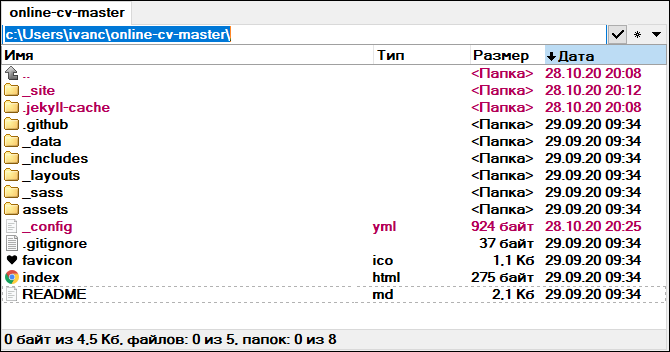 online-cv-master
c:\Users\ivanc\online-cv-master\
Имя Тип Размер Дата
.. <Папка> 28.10.20 20:08
_site <Папка> 28.10.20 20:12
.jekyll-cache <Папка> 28.10.20 20:08
.github <Папка> 29.09.20 09:34
_data <Папка> 29.09.20 09:34
_includes <Папка> 29.09.20 09:34
_layouts <Папка> 29.09.20 09:34
_sass <Папка> 29.09.20 09:34
assets <Папка> 29.09.20 09:34
_config yml 924 байт 28.10.20 20:25
.gitignore 37 байт 29.09.20 09:34
favicon ico 1,1 Кб 29.09.20 09:34
index html 275 байт 29.09.20 09:34
README md 2,1 Кб 29.09.20 09:34
0 байт из 4,5 Кб, файлов: 0 из 5, папок: 0 из 8